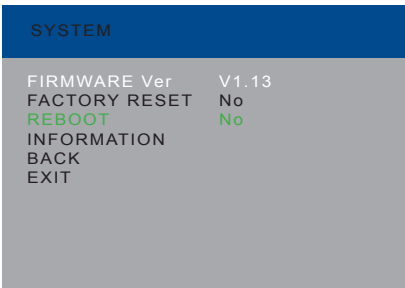 SYSTEM
FIRMWARE Ver V1.13
FACTORY RESET No
REBOOT No
INFORMATION
BACK
EXIT